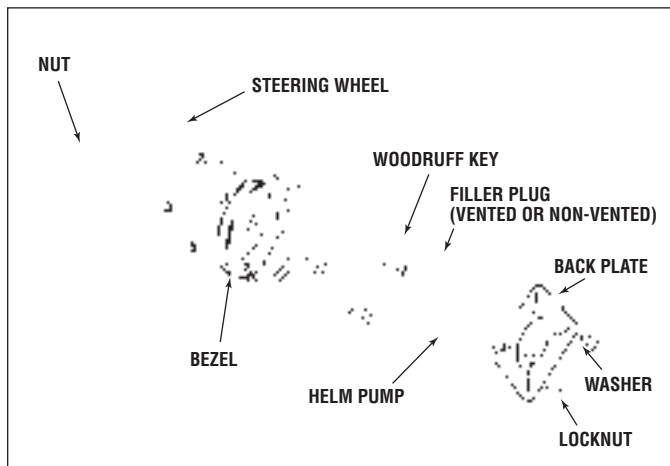 NUT
STEERING WHEEL
WOODRUFF KEY
FILLER PLUG
(VENTED OR NON-VENTED)
BACK PLATE
BEZEL
HELM PUMP
WASHER
LOCKNUT